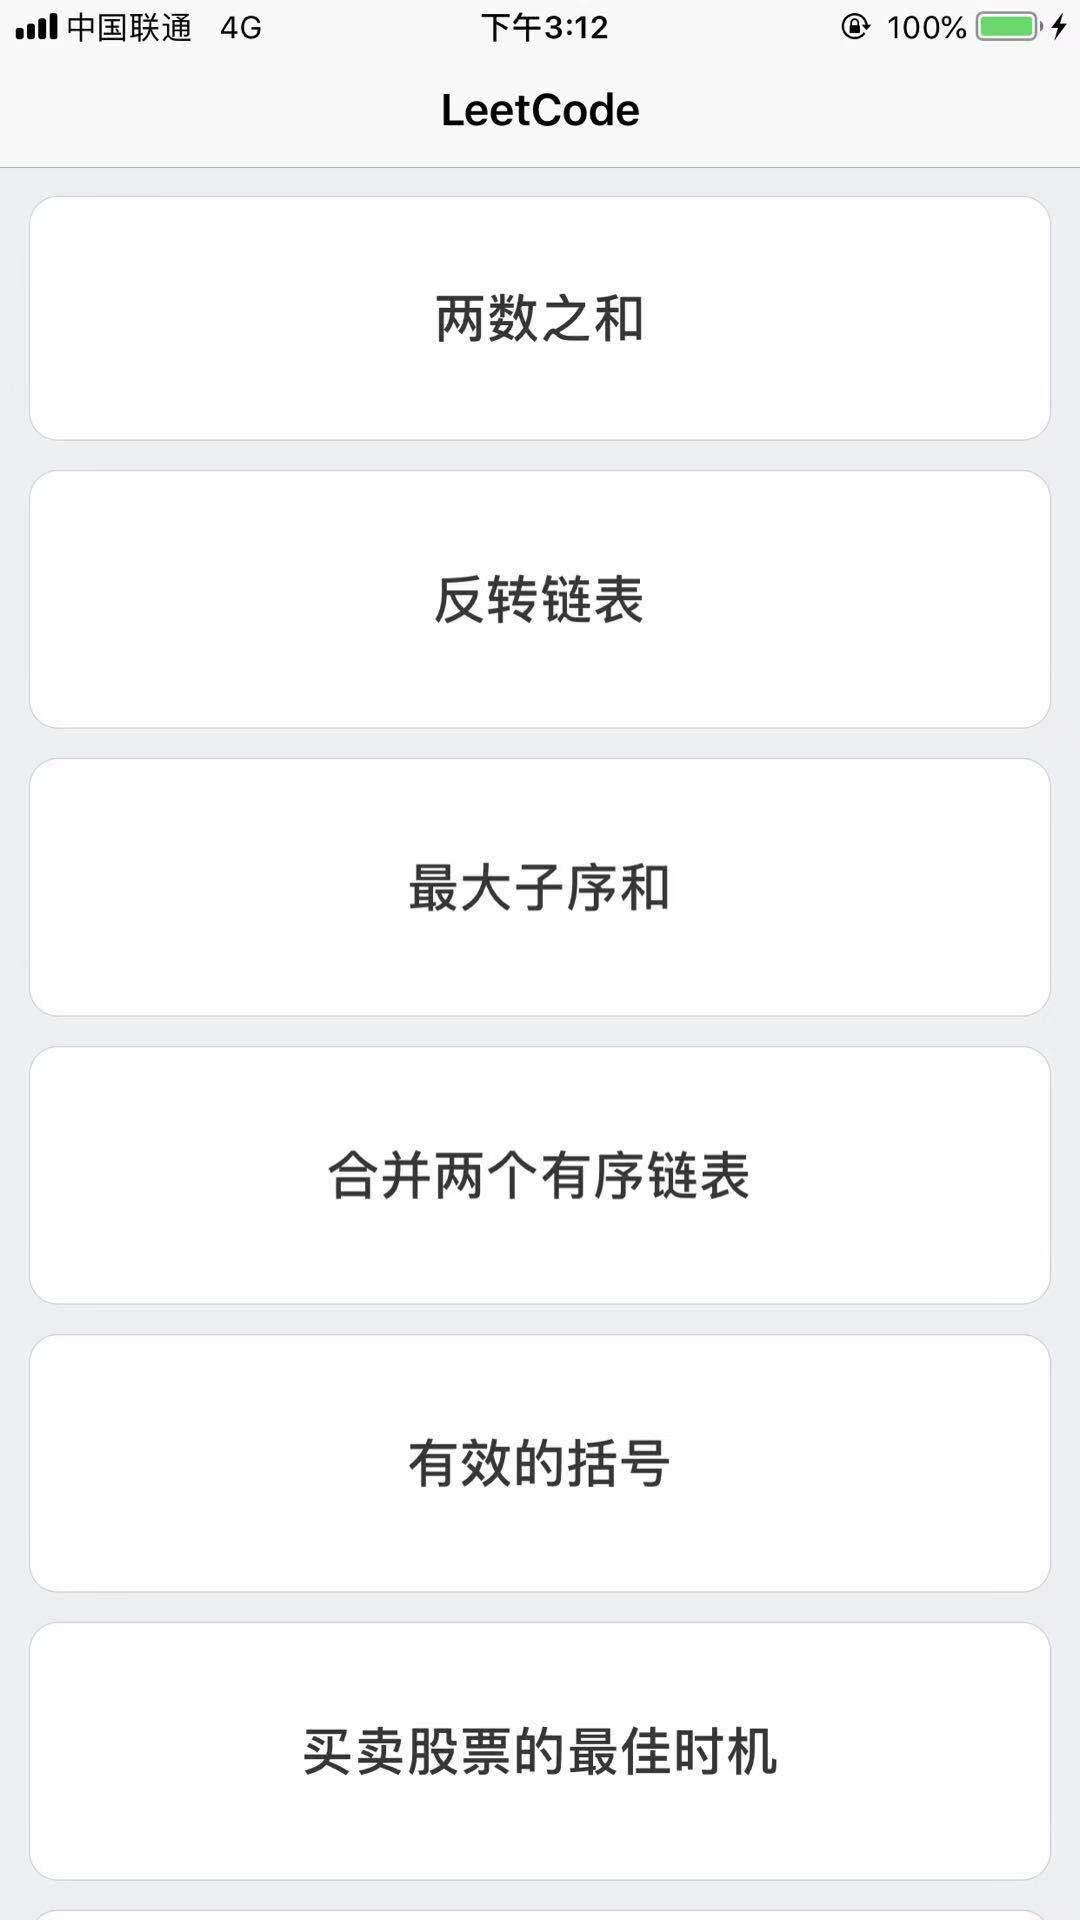 中国联通 4G 下午3:12 100%
LeetCode
两数之和
反转链表
最大子序和
合并两个有序链表
有效的括号
买卖股票的最佳时机